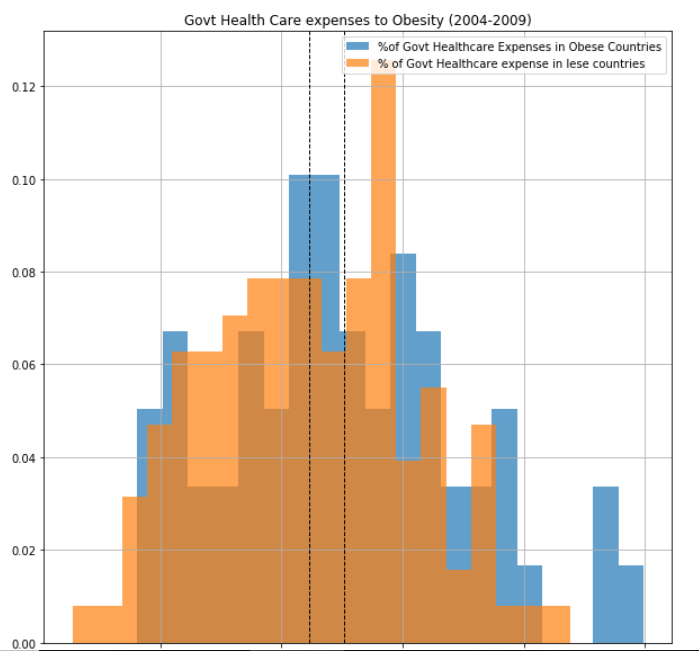 Govt Health Care expenses to Obesity (2004-2009)
%of Govt Healthcare Expenses in Obese Countries
% of Govt Healthcare expense in lese countries
0.12
0.10
0.08
0.06
0.04
0.02
0.00